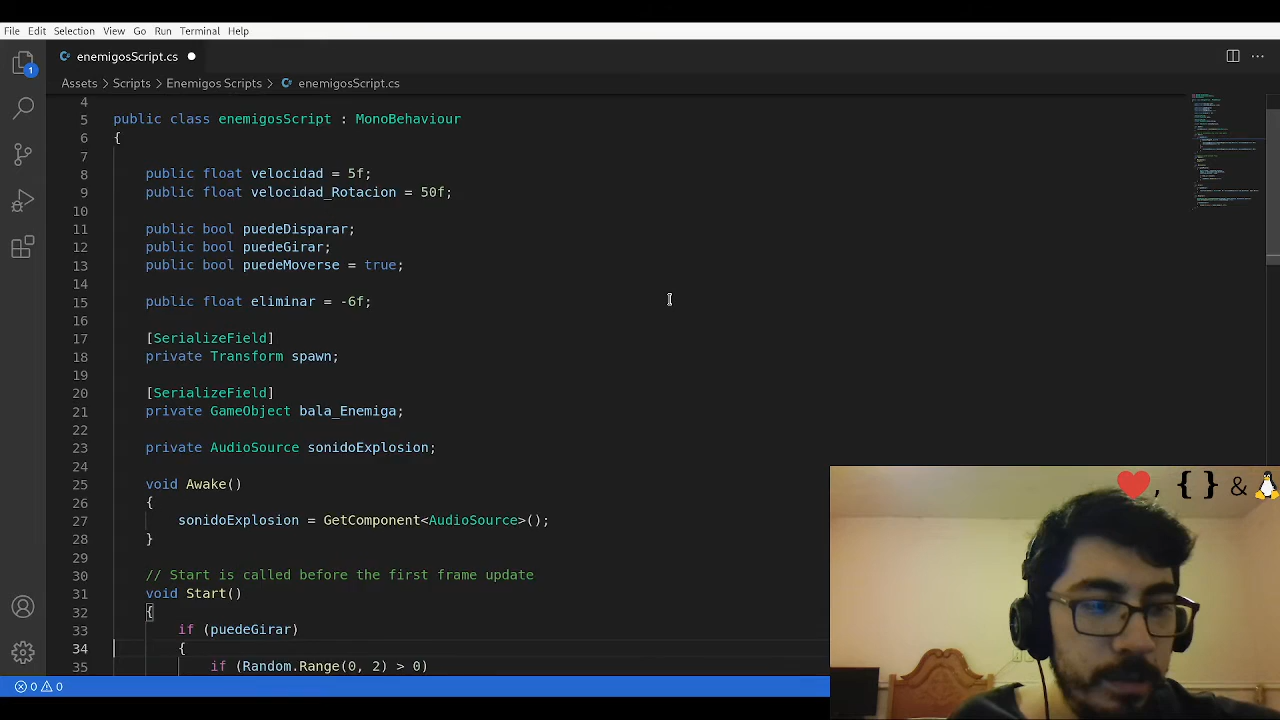 File Edit Selection View Go Run Terminal Help
enemigosScript.cs
1
Assets > Scripts > Enemigos Scripts > enemigosScript.cs
4
5 public class enemigosScript : MonoBehaviour
6 {
7
8 public float velocidad = 5f;
9 public float velocidad_Rotacion = 50f;
10
11 public bool puedeDisparar;
12 public bool puedeGirar;
13 public bool puedeMoverse = true;
14
15 public float eliminar = -6f;
16
17 [SerializeField]
18 private Transform spawn;
19
20 [SerializeField]
21 private GameObject bala_Enemiga;
22
23 private AudioSource sonidoExplosion;
24
25 void Awake()
26 {
27 sonidoExplosion = GetComponent<AudioSource>();
28 }
29
30 // Start is called before the first frame update
31 void Start()
32 {
33 if (puedeGirar)
34 {
35 if (Random.Range(0, 2) > 0)
0 0
, { } &